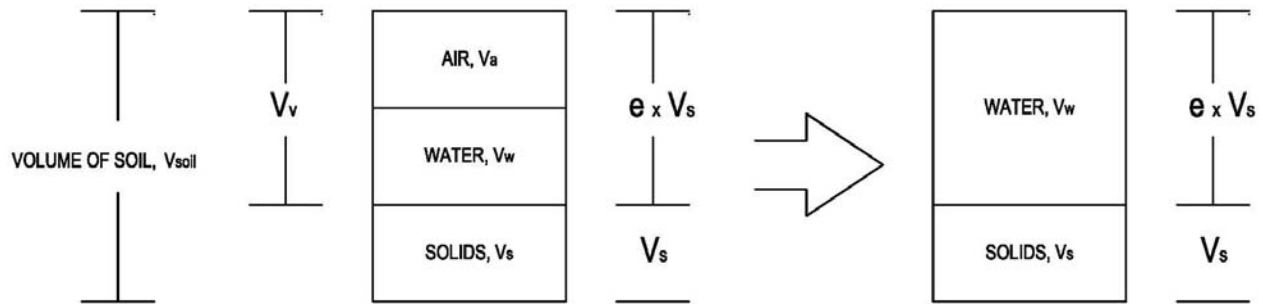 AIR, Va
Vv
e x Vs
WATER, Vw
e x Vs
VOLUME OF SOIL, Vsoil
WATER, Vw
SOLIDS, Vs
Vs
SOLIDS, Vs
Vs